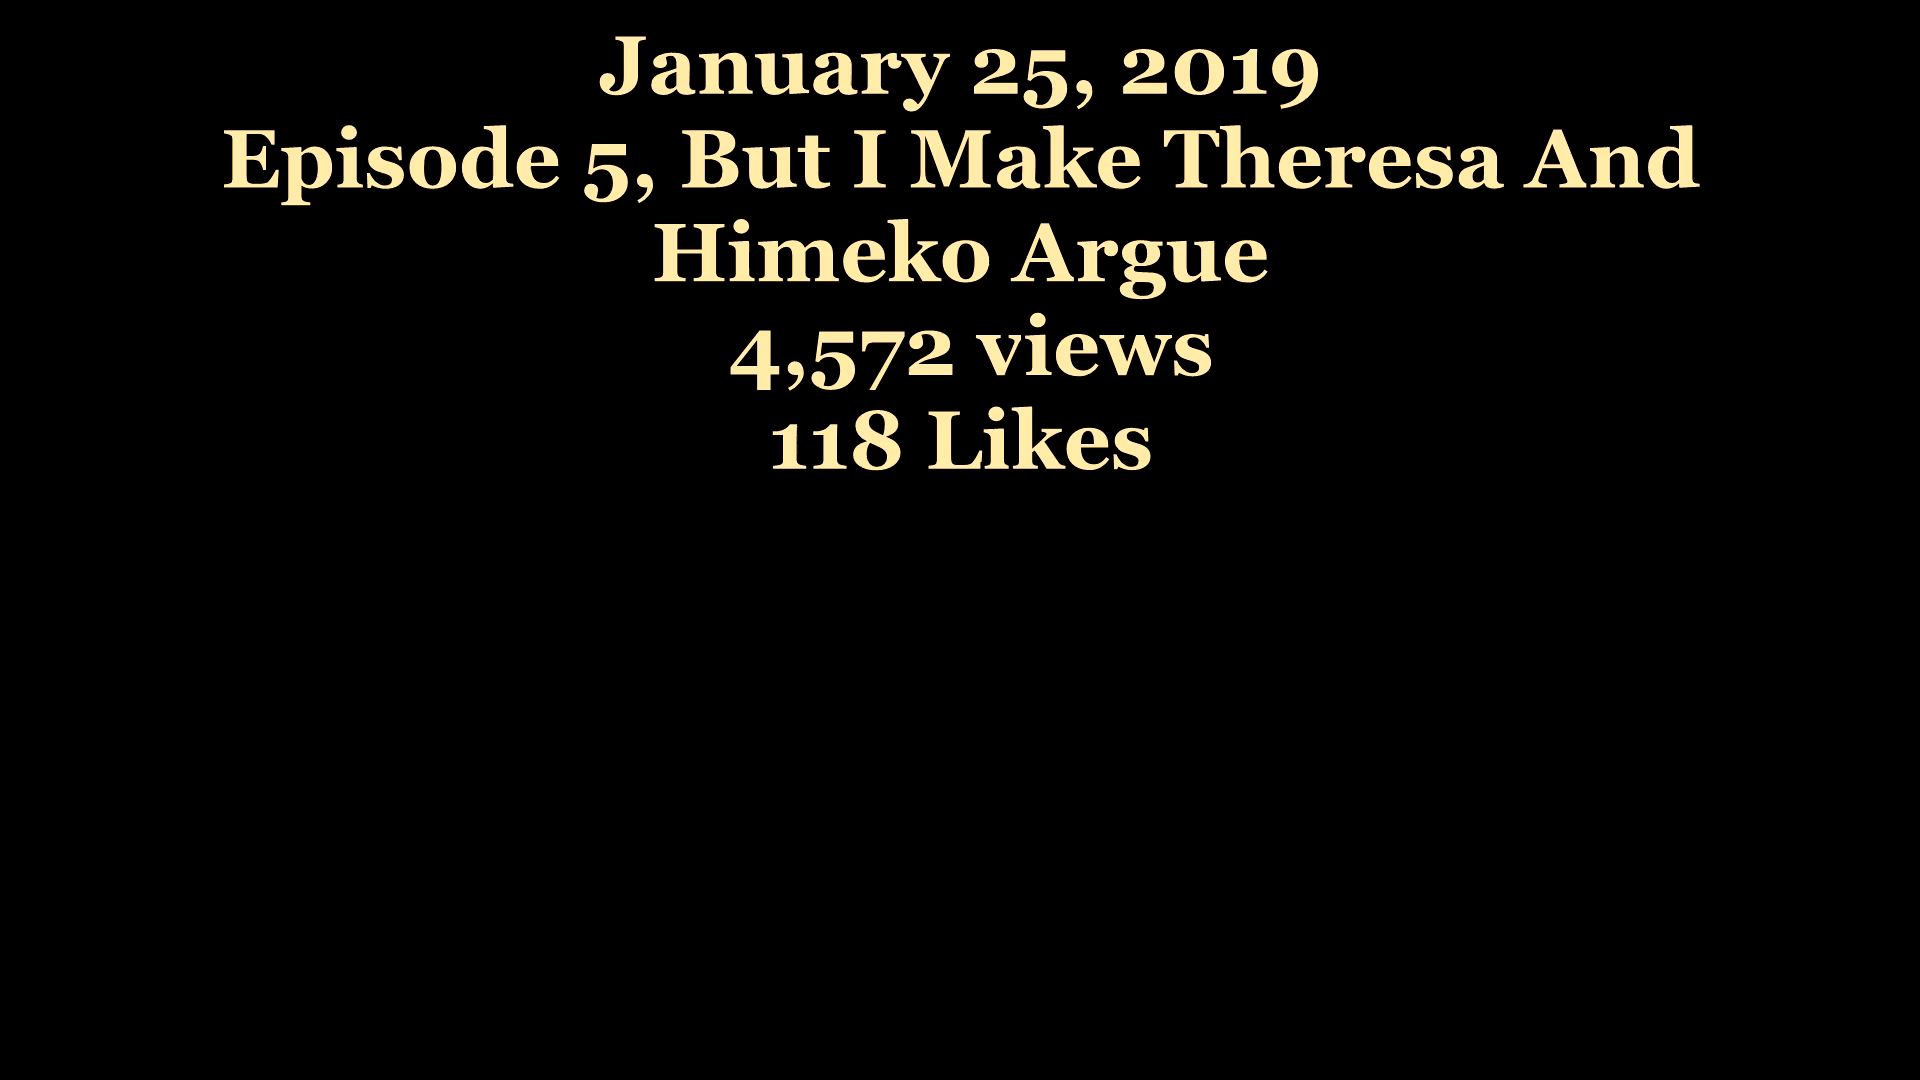 January 25, 2019
Episode 5, But I Make Theresa And
Himeko Argue
4,572 views
118 Likes